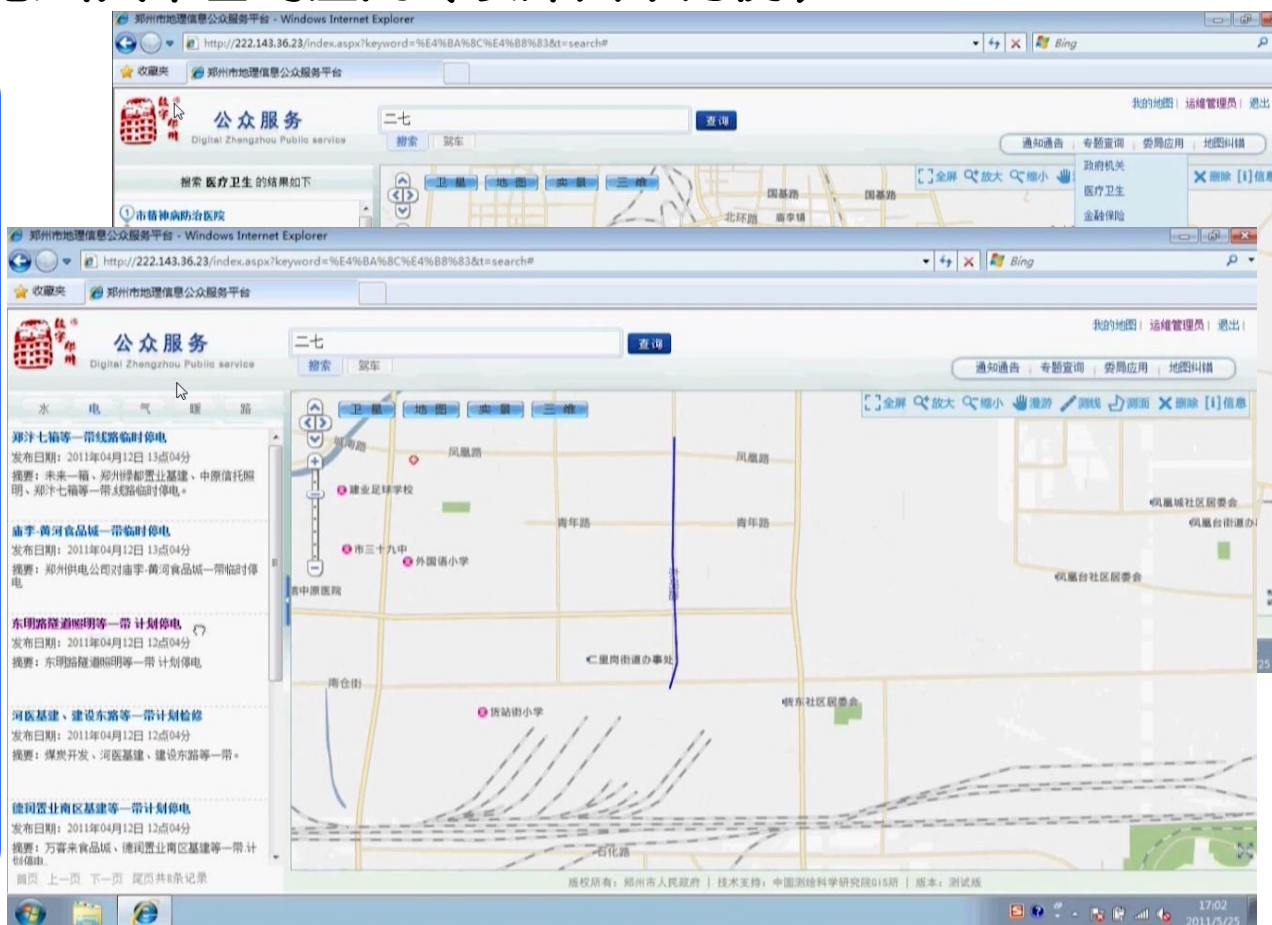 郑州市地理信息公众服务平台 - Windows Internet Explorer
http://222.143.36.23/index.aspx?keyword=%E4%BA%8C%E4%B8%83&t=search#
Bing
收藏夹
郑州市地理信息公众服务平台
我的地图| 运维管理员| 退出
数字郑州
公众服务
Digital Zhengzhou Public service
二七
查询
搜索 驾车
通知通告 专题查询 委局应用 地图纠错
搜索 医疗卫生 的结果如下
卫星 地图 实景 三维
全屏 放大 缩小
删除 [i]信息
政府机关
医疗卫生
金融保险
国基路 国基路
北环路 庙李镇
1市精神病防治医院
郑州市地理信息公众服务平台 - Windows Internet Explorer
http://222.143.36.23/index.aspx?keyword=%E4%BA%8C%E4%B8%83&t=search#
Bing
收藏夹
郑州市地理信息公众服务平台
我的地图| 运维管理员| 退出|
数字郑州
公众服务
Digital Zhengzhou Public service
二七
查询
搜索 驾车
通知通告 专题查询 委局应用 地图纠错
水 电 气 暖 路
卫星 地图 实景 三维
全屏 放大 缩小 漫游 测线 测面 删除 [i]信息
郑汴七箱等一带线路临时停电
发布日期：2011年04月12日 13点04分
摘要：未来一箱、郑州绿都置业基建、中原信托照
明、郑汴七箱等一带.线路临时停电。
庙李-黄河食品城一带临时停电
发布日期：2011年04月12日 13点04分
摘要：郑州供电公司对庙李-黄河食品城一带临时停
电
东明路隧道照明等一带 计划停电
发布日期：2011年04月12日 12点04分
摘要：东明路隧道照明等一带 计划停电
河医基建、建设东路等一带计划检修
发布日期：2011年04月12日 12点04分
摘要：煤炭开发、河医基建、建设东路等一带。
德润置业南区基建等一带计划停电
发布日期：2011年04月12日 12点04分
摘要：万客来食品城、德润置业南区基建等一带.计
划停电
首页 上一页 下一页 尾页共8条记录
城南路
凤凰路 凤凰路
建业足球学校
青年路 青年路
凤凰城社区居委会
凤凰台街道办
市三十九中
外国语小学
凤凰台社区居委会
中原医院
二里岗街道办事处
南仓街
货站街小学
货东社区居委会
石化路
版权所有：郑州市人民政府 | 技术支持：中国测绘科学研究院GIS所 | 版本：测试版
17:02
2011/5/25